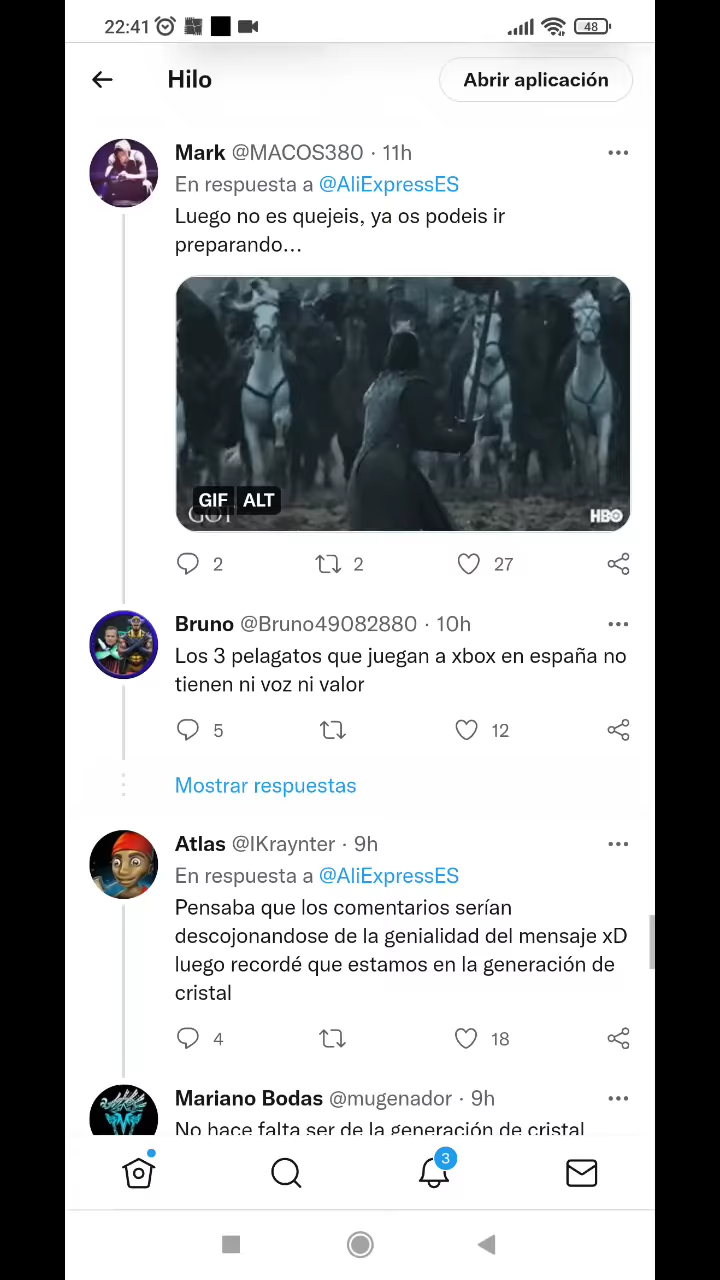 22:41
48
Hilo
Abrir aplicación
Mark @MACOS380 · 11h
En respuesta a @AliExpressES
Luego no es quejeis, ya os podeis ir
preparando...
GIF ALT
GOT
HBO
2 2 27
Bruno @Bruno49082880 · 10h
Los 3 pelagatos que juegan a xbox en españa no
tienen ni voz ni valor
5 12
Mostrar respuestas
Atlas @IKraynter · 9h
En respuesta a @AliExpressES
Pensaba que los comentarios serían
descojonandose de la genialidad del mensaje xD
luego recordé que estamos en la generación de
cristal
4 18
Mariano Bodas @mugenador · 9h
No hace falta ser de la generación de cristal
3